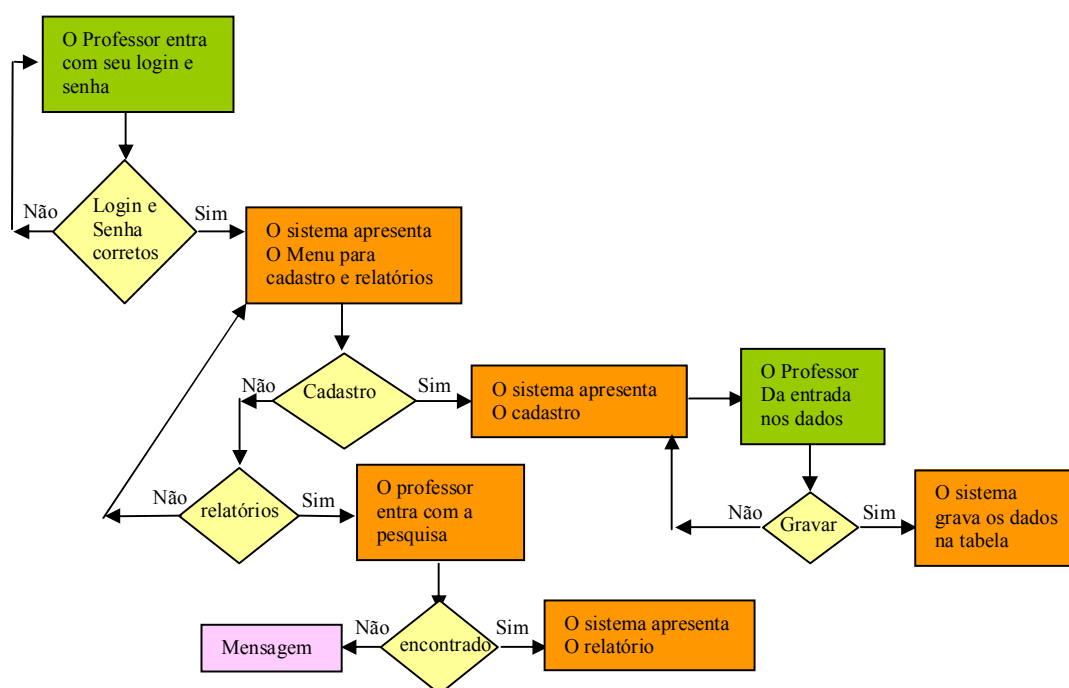 O Professor entra
com seu login e
senha
Não
Login e
Senha
corretos
Sim
O sistema apresenta
O Menu para
cadastro e relatórios
Não
Cadastro
Sim
O sistema apresenta
O cadastro
O Professor
Da entrada
nos dados
Não
relatórios
Sim
O professor
entra com a
pesquisa
Não
Gravar
Sim
O sistema
grava os dados
na tabela
Mensagem
Não
encontrado
Sim
O sistema apresenta
O relatório